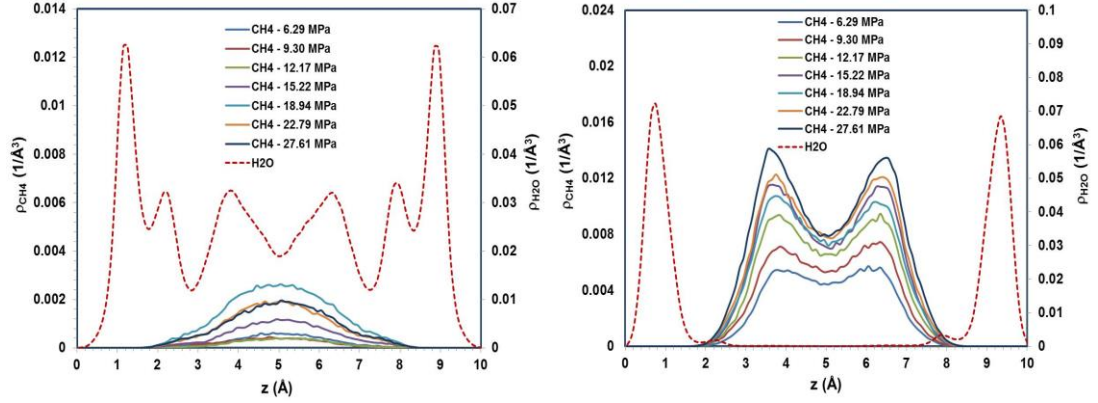 0.014
0.012
0.01
0.008
0.006
0.004
0.002
0
ρCH4 (1/Å³)
0.07
0.06
0.05
0.04
0.03
0.02
0.01
0
ρH2O (1/Å³)
CH4 - 6.29 MPa
CH4 - 9.30 MPa
CH4 - 12.17 MPa
CH4 - 15.22 MPa
CH4 - 18.94 MPa
CH4 - 22.79 MPa
CH4 - 27.61 MPa
H2O
0 1 2 3 4 5 6 7 8 9 10
z (Å)
0.024
0.02
0.016
0.012
0.008
0.004
0
ρCH4 (1/Å³)
0.1
0.09
0.08
0.07
0.06
0.05
0.04
0.03
0.02
0.01
0
ρH2O (1/Å³)
CH4 - 6.29 MPa
CH4 - 9.30 MPa
CH4 - 12.17 MPa
CH4 - 15.22 MPa
CH4 - 18.94 MPa
CH4 - 22.79 MPa
CH4 - 27.61 MPa
H2O
0 1 2 3 4 5 6 7 8 9 10
z (Å)